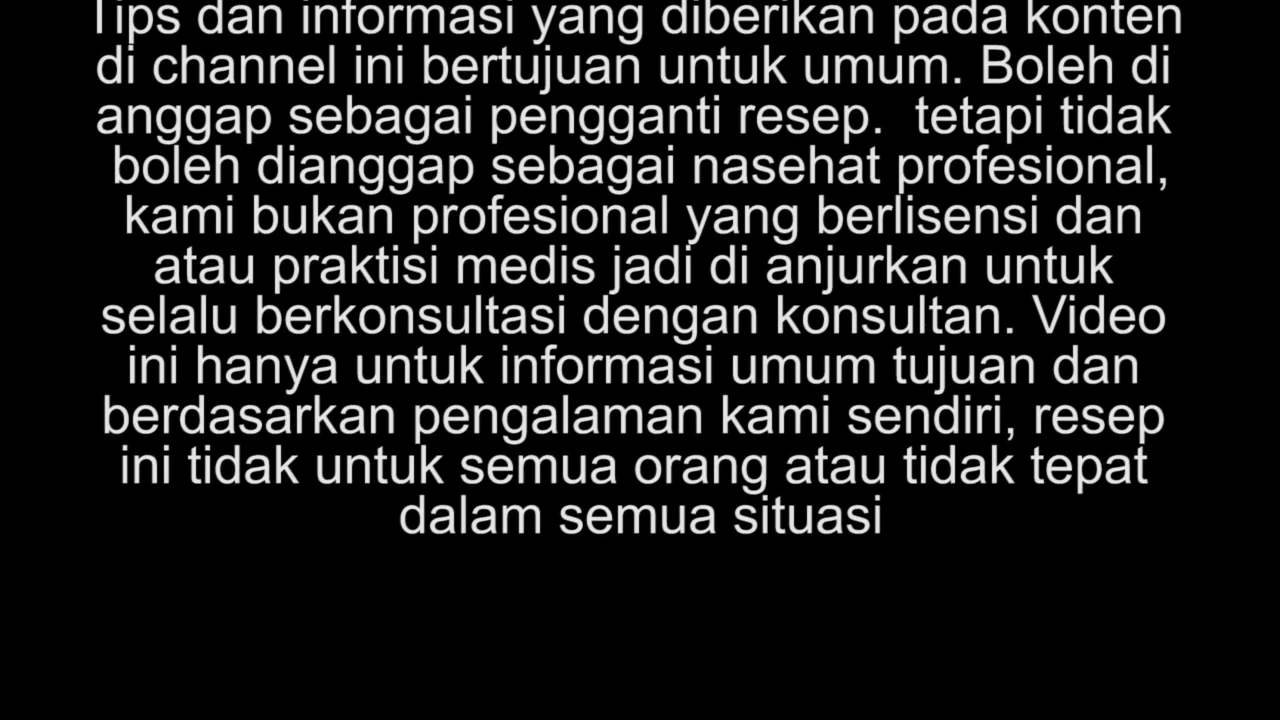 Tips dan informasi yang diberikan pada konten
di channel ini bertujuan untuk umum. Boleh di
anggap sebagai pengganti resep.  tetapi tidak
boleh dianggap sebagai nasehat profesional,
kami bukan profesional yang berlisensi dan
atau praktisi medis jadi di anjurkan untuk
selalu berkonsultasi dengan konsultan. Video
ini hanya untuk informasi umum tujuan dan
berdasarkan pengalaman kami sendiri, resep
ini tidak untuk semua orang atau tidak tepat
dalam semua situasi